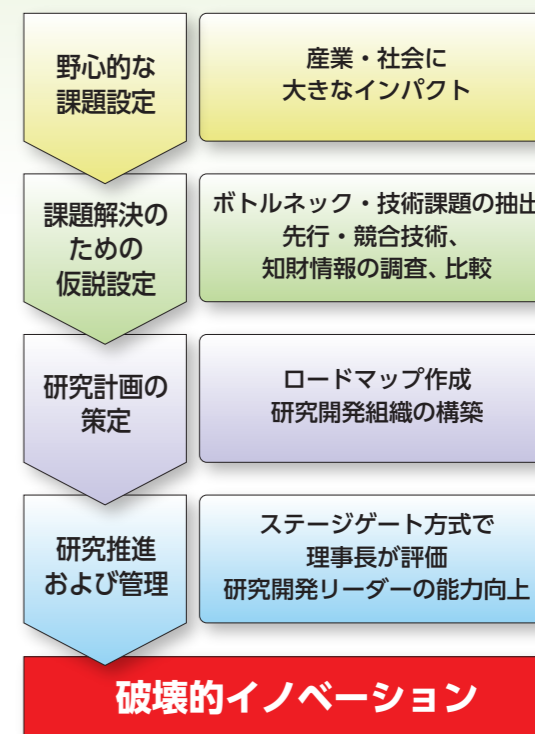 野心的な
課題設定
産業・社会に
大きなインパクト
課題解決の
ための
仮説設定
ボトルネック・技術課題の抽出
先行・競合技術、
知財情報の調査、比較
研究計画の
策定
ロードマップ作成
研究開発組織の構築
研究推進
および管理
ステージゲート方式で
理事長が評価
研究開発リーダーの能力向上
破壊的イノベーション